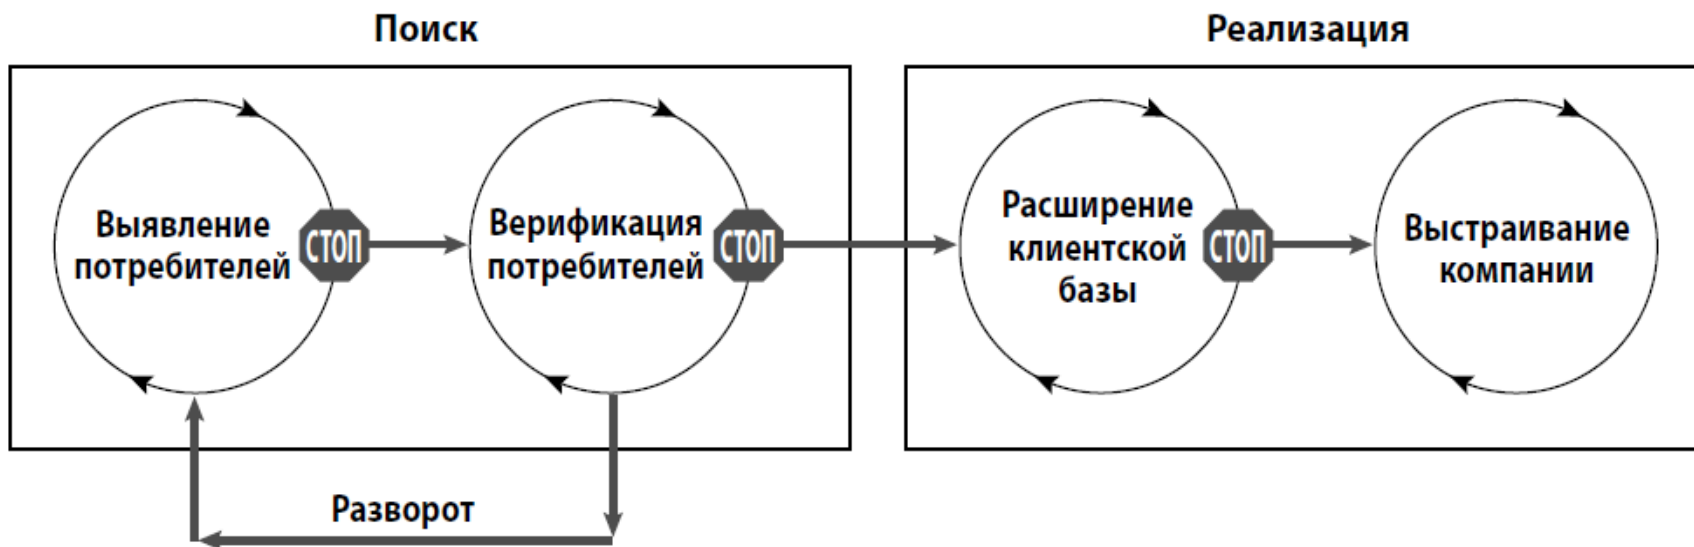 Поиск
Реализация
Выявление
потребителей
СТОП
Верификация
потребителей
СТОП
Расширение
клиентской
базы
СТОП
Выстраивание
компании
Разворот